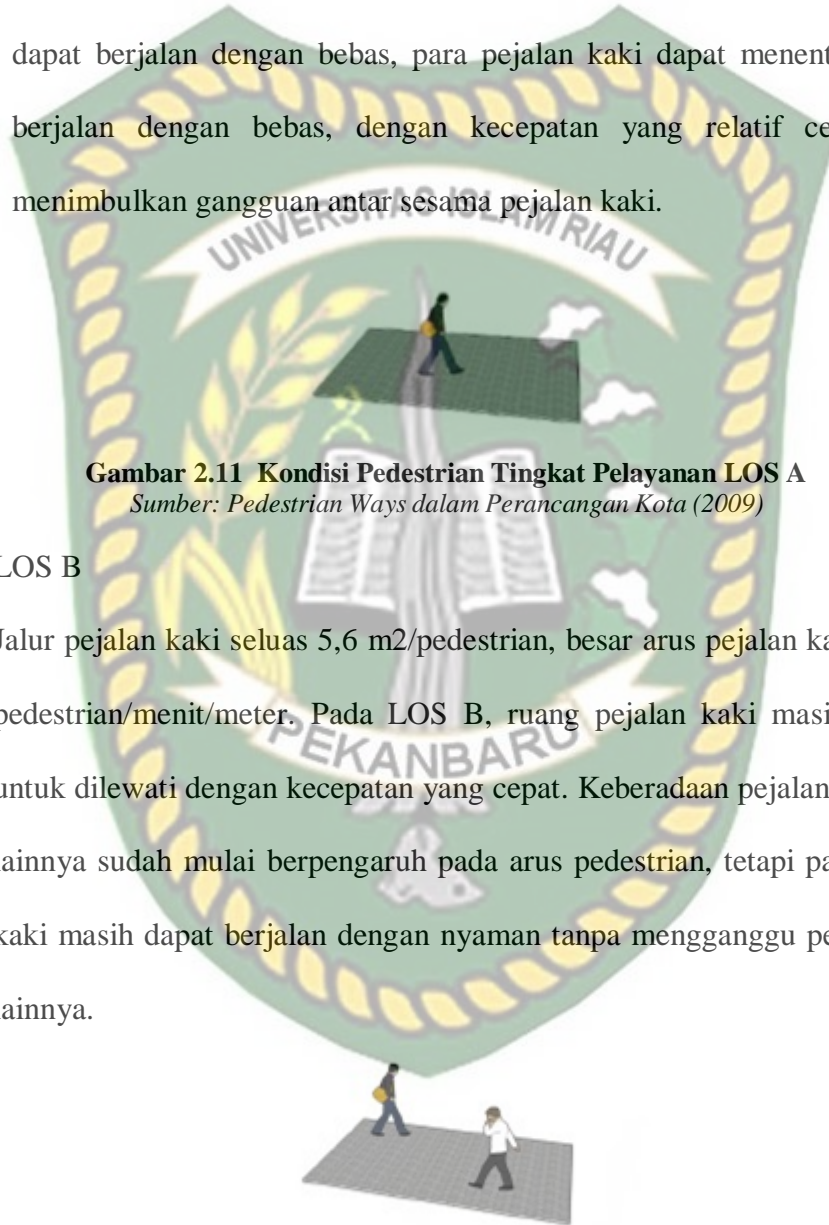 dapat berjalan dengan bebas, para pejalan kaki dapat menent
berjalan dengan bebas, dengan kecepatan yang relatif ce
menimbulkan gangguan antar sesama pejalan kaki.
UNIVERSITAS ISLAM RIAU
Gambar 2.11 Kondisi Pedestrian Tingkat Pelayanan LOS A
Sumber: Pedestrian Ways dalam Perancangan Kota (2009)
LOS B
Jalur pejalan kaki seluas 5,6 m2/pedestrian, besar arus pejalan ka
pedestrian/menit/meter. Pada LOS B, ruang pejalan kaki masi
untuk dilewati dengan kecepatan yang cepat. Keberadaan pejalan
lainnya sudah mulai berpengaruh pada arus pedestrian, tetapi pa
kaki masih dapat berjalan dengan nyaman tanpa mengganggu pe
lainnya.
PEKANBARU